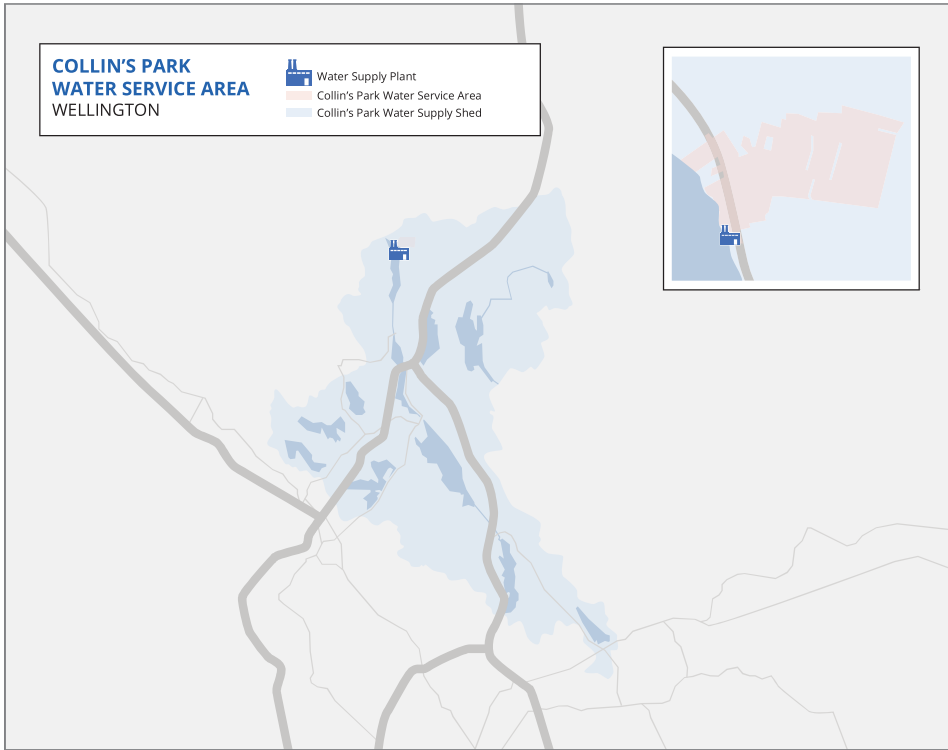 COLLIN’S PARK
WATER SERVICE AREA
WELLINGTON
Water Supply Plant
Collin’s Park Water Service Area
Collin’s Park Water Supply Shed